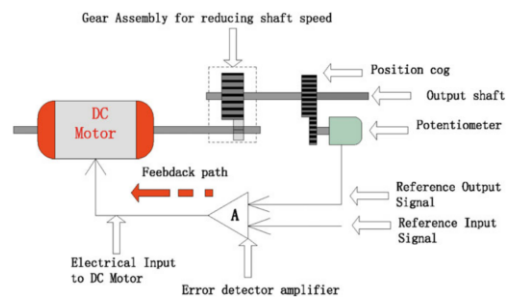 Gear Assembly for reducing shaft speed
Position cog
Output shaft
DC
Motor
Potentiometer
Feebdack path
Reference Output
Signal
A
Reference Input
Signal
Electrical Input
to DC Motor
Error detector amplifier